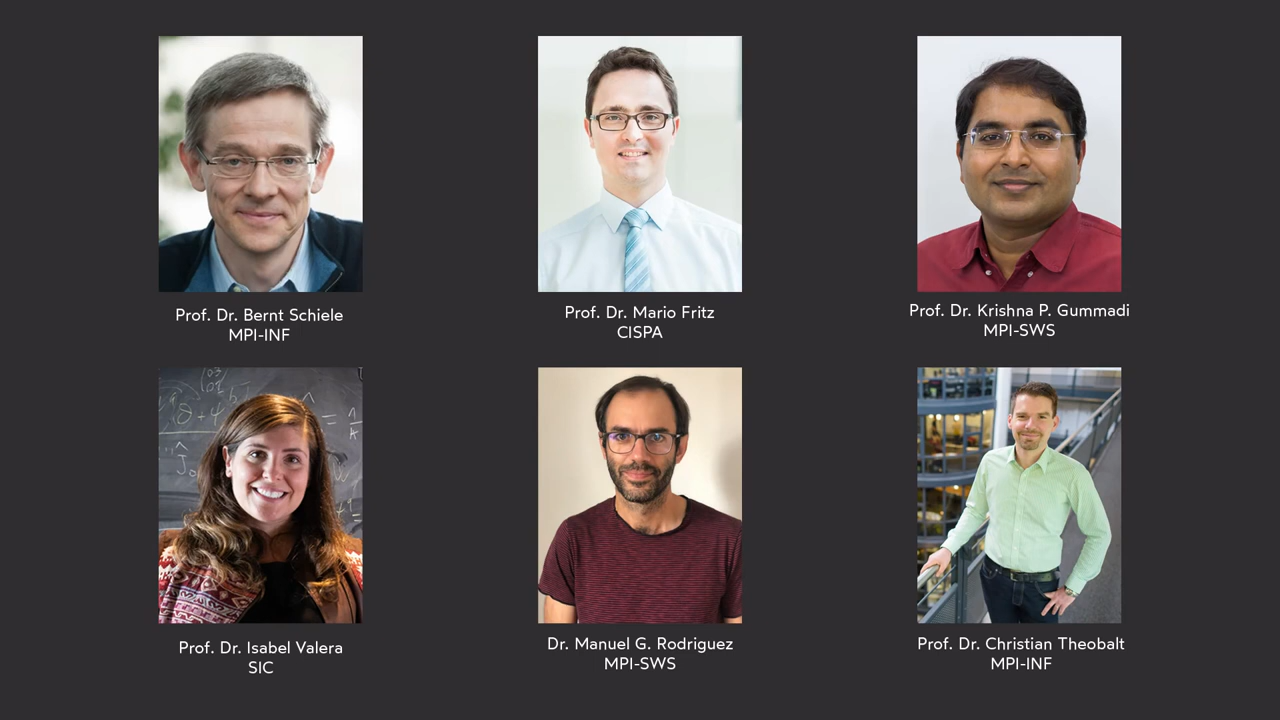 Prof. Dr. Bernt Schiele
MPI-INF
Prof. Dr. Mario Fritz
CISPA
Prof. Dr. Krishna P. Gummadi
MPI-SWS
Prof. Dr. Isabel Valera
SIC
Dr. Manuel G. Rodriguez
MPI-SWS
Prof. Dr. Christian Theobalt
MPI-INF